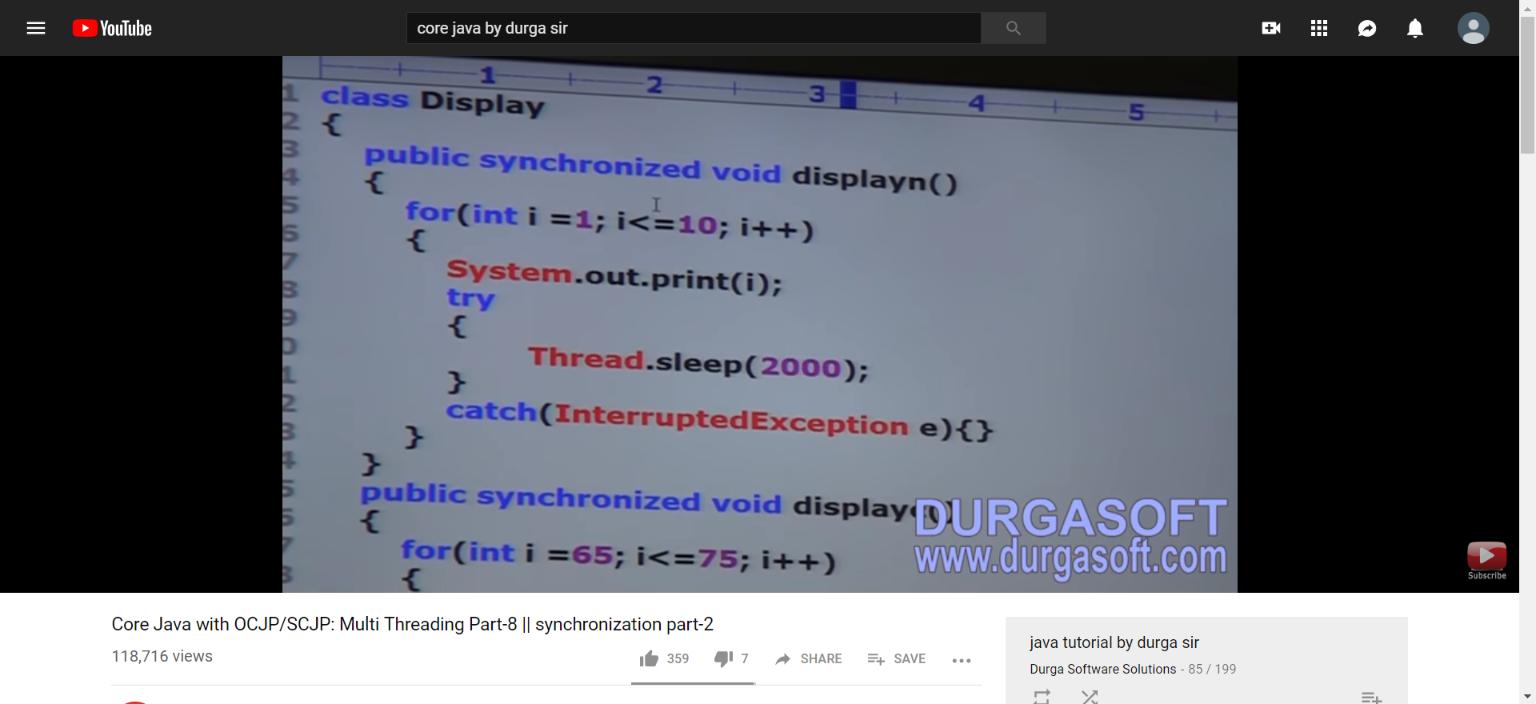 YouTube
core java by durga sir
1 2 3 4 5
1 class Display
2 {
3 public synchronized void displayn()
4 {
5 for(int i =1; i<=10; i++)
6 {
7 System.out.print(i);
8 try
9 {
0 Thread.sleep(2000);
1 }
2 catch(InterruptedException e){}
3 }
4 }
5 public synchronized void displayc()
6 {
7 for(int i =65; i<=75; i++)
8 {
DURGASOFT
www.durgasoft.com
Subscribe
Core Java with OCJP/SCJP: Multi Threading Part-8 || synchronization part-2
118,716 views
359 7 SHARE SAVE
java tutorial by durga sir
Durga Software Solutions - 85 / 199